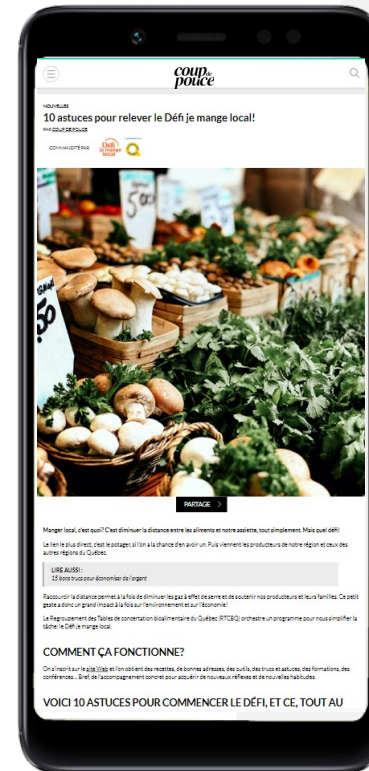 coup de
pouce
NOUVELLES
10 astuces pour relever le Défi je mange local!
PAR COUP DE POUCE
COMMANDITÉ PAR
Défi
je mange
local
500
50
PARTAGE >
Manger local, c'est quoi? C'est diminuer la distance entre les aliments et notre assiette, tout simplement. Mais quel défi!
Le lien le plus direct, c'est le potager, si l'on a la chance d'en avoir un. Puis viennent les producteurs de notre région et ceux des
autres régions du Québec.
LIRE AUSSI :
15 bons trucs pour économiser de l'argent
Raccourcir la distance permet à la fois de diminuer les gaz à effet de serre et de soutenir nos producteurs et leurs familles. Ce petit
geste a donc un grand impact à la fois sur l'environnement et sur l'économie!
Le Regroupement des Tables de concertation bioalimentaire du Québec (RTCBQ) orchestre un programme pour nous simplifier la
tâche: le Défi je mange local.
COMMENT ÇA FONCTIONNE?
On s'inscrit sur le site Web et l'on obtient des recettes, de bonnes adresses, des outils, des trucs et astuces, des formations, des
conférences... Bref, de l'accompagnement concret pour acquérir de nouveaux réflexes et de nouvelles habitudes.
VOICI 10 ASTUCES POUR COMMENCER LE DÉFI, ET CE, TOUT AU